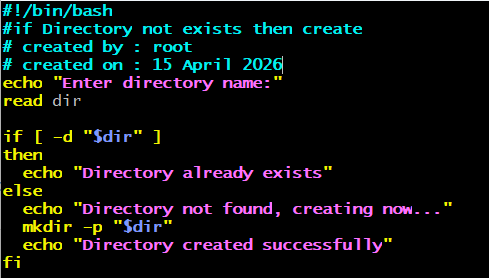 #!/bin/bash
#if Directory not exists then create
# created by : root
# created on : 15 April 2026
echo "Enter directory name:"
read dir

if [ -d "$dir" ]
then
  echo "Directory already exists"
else
  echo "Directory not found, creating now..."
  mkdir -p "$dir"
  echo "Directory created successfully"
fi